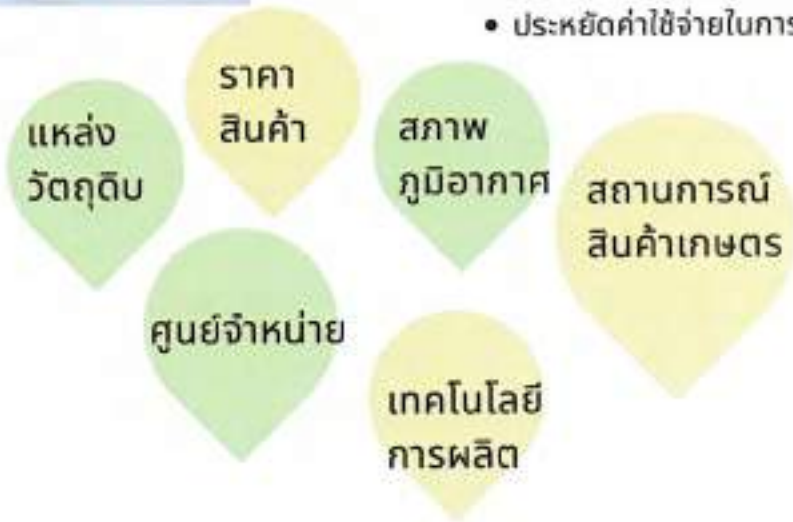 • ประหยัดค่าใช้จ่ายในการ
ราคา
สินค้า
แหล่ง
วัตถุดิบ
สภาพ
ภูมิอากาศ
สถานการณ์
สินค้าเกษตร
ศูนย์จำหน่าย
เทคโนโลยี
การผลิต